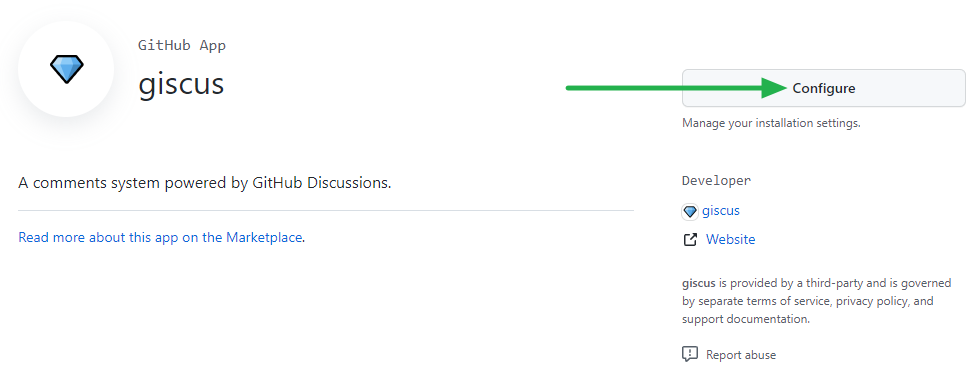 GitHub App
giscus
Configure
Manage your installation settings.
A comments system powered by GitHub Discussions.
Read more about this app on the Marketplace.
Developer
giscus
Website
giscus is provided by a third-party and is governed
by separate terms of service, privacy policy, and
support documentation.
Report abuse